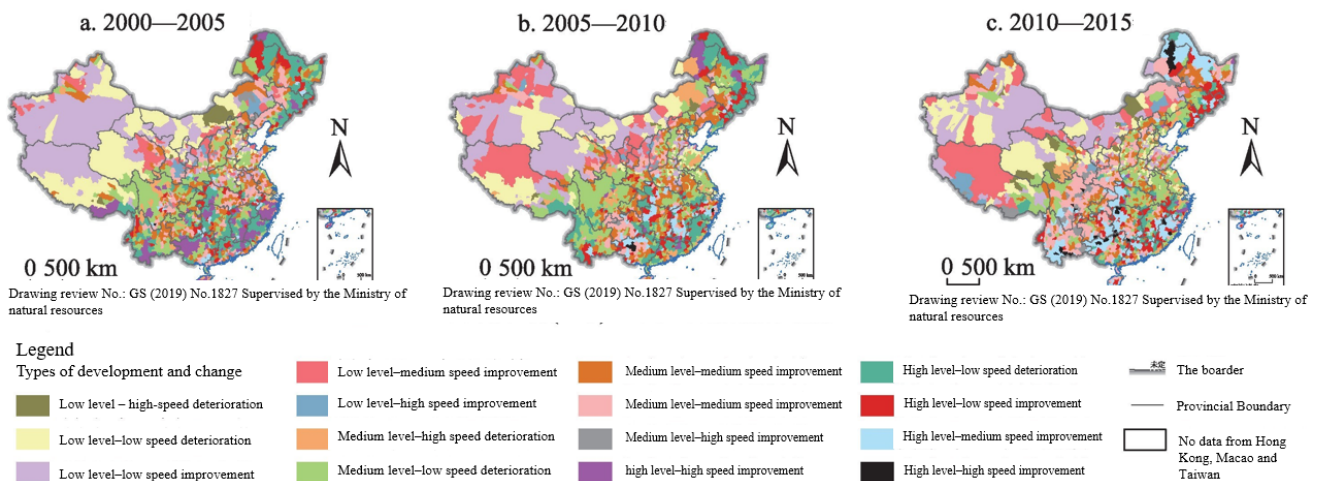 a. 2000—2005
b. 2005—2010
c. 2010—2015
N
N
N
0 500 km
0 500 km
0 500 km
Drawing review No.: GS (2019) No.1827 Supervised by the Ministry of
natural resources
Drawing review No.: GS (2019) No.1827 Supervised by the Ministry of
natural resources
Drawing review No.: GS (2019) No.1827 Supervised by the Ministry of
natural resources
Legend
Types of development and change
Low level – high-speed deterioration
Low level–low speed deterioration
Low level–low speed improvement
Low level–medium speed improvement
Low level–high speed improvement
Medium level–high speed deterioration
Medium level–low speed deterioration
Medium level–medium speed improvement
Medium level–medium speed improvement
Medium level–high speed improvement
high level–high speed improvement
High level–low speed deterioration
High level–low speed improvement
High level–medium speed improvement
High level–high speed improvement
未定
The boarder
Provincial Boundary
No data from Hong
Kong, Macao and
Taiwan